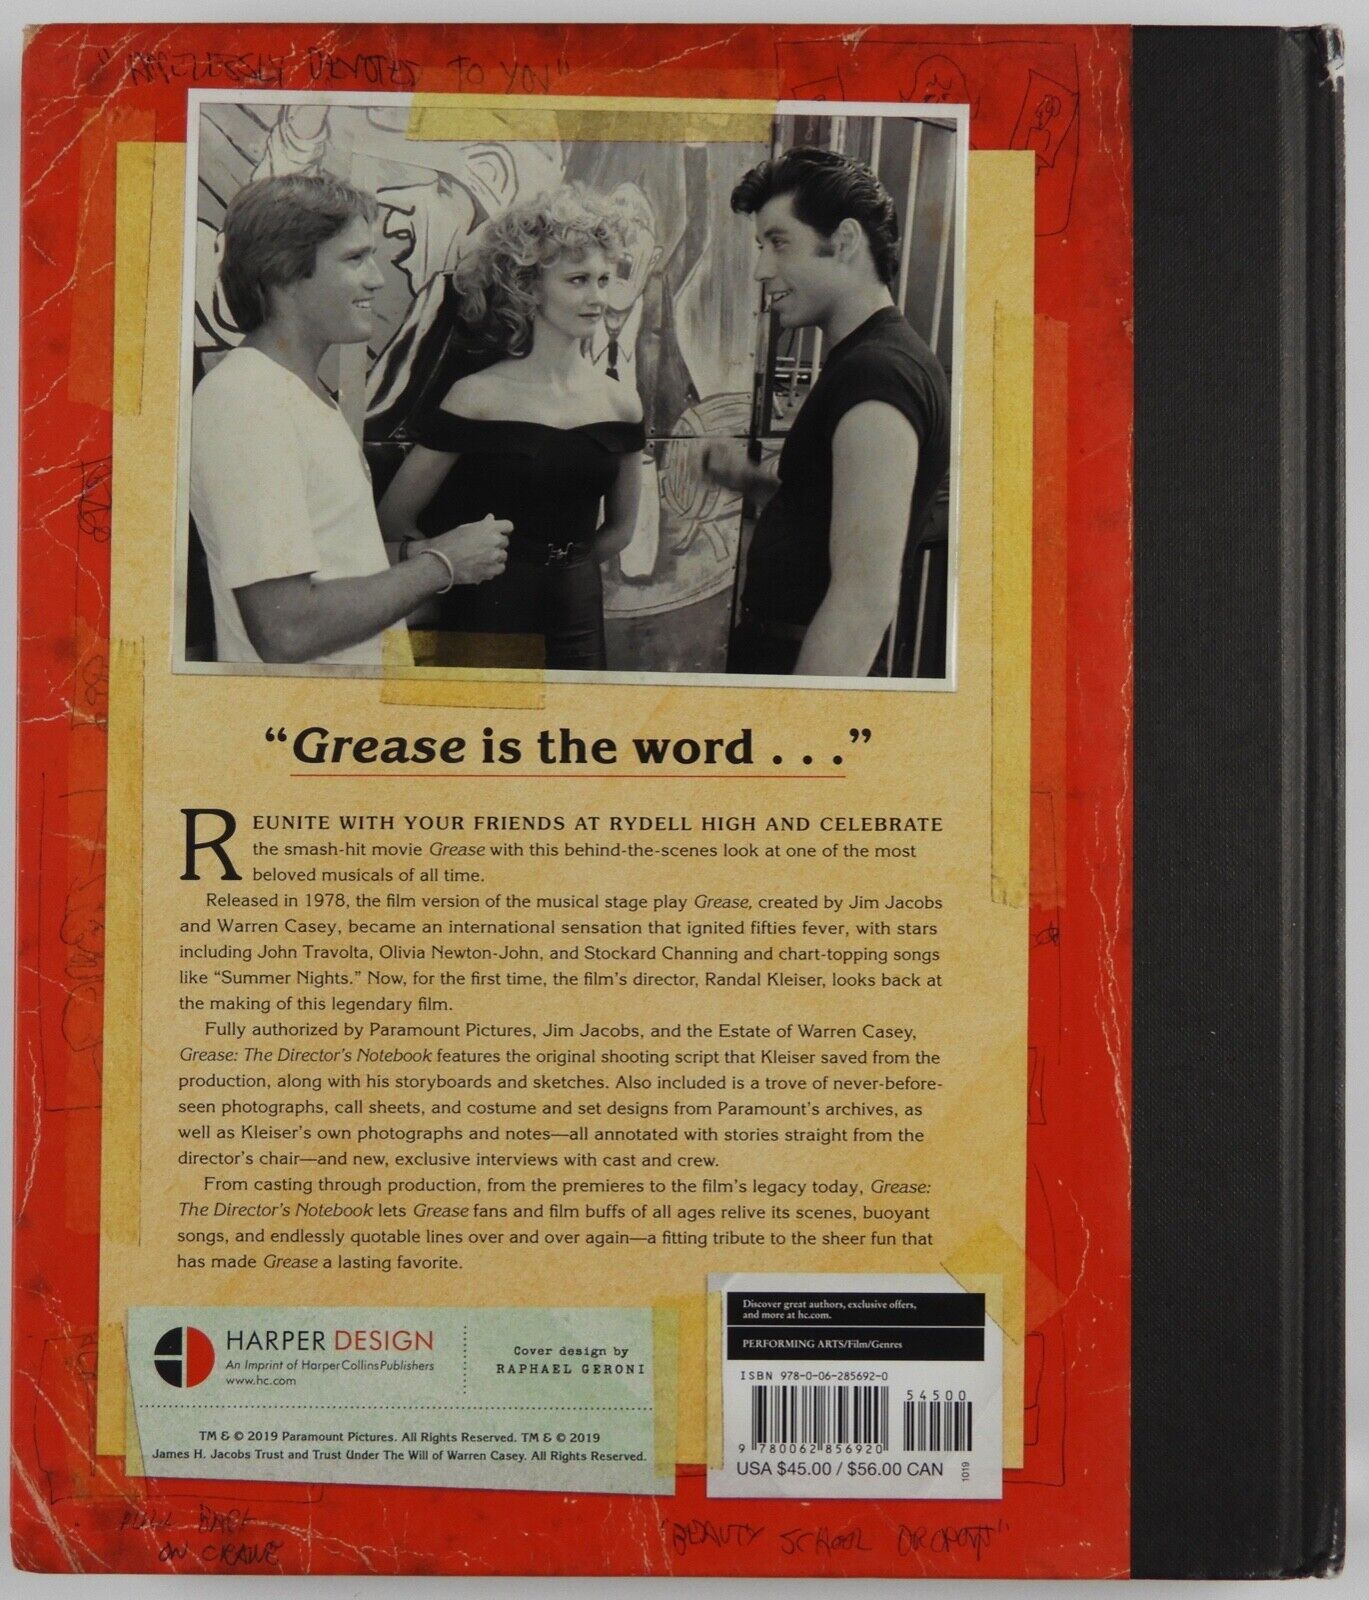 "HOPELESSLY DEVOTED TO YOU"
"Grease is the word . . ."
REUNITE WITH YOUR FRIENDS AT RYDELL HIGH AND CELEBRATE
the smash-hit movie Grease with this behind-the-scenes look at one of the most
beloved musicals of all time.
Released in 1978, the film version of the musical stage play Grease, created by Jim Jacobs
and Warren Casey, became an international sensation that ignited fifties fever, with stars
including John Travolta, Olivia Newton-John, and Stockard Channing and chart-topping songs
like “Summer Nights.” Now, for the first time, the film’s director, Randal Kleiser, looks back at
the making of this legendary film.
Fully authorized by Paramount Pictures, Jim Jacobs, and the Estate of Warren Casey,
Grease: The Director’s Notebook features the original shooting script that Kleiser saved from the
production, along with his storyboards and sketches. Also included is a trove of never-before-
seen photographs, call sheets, and costume and set designs from Paramount’s archives, as
well as Kleiser’s own photographs and notes—all annotated with stories straight from the
director’s chair—and new, exclusive interviews with cast and crew.
From casting through production, from the premieres to the film’s legacy today, Grease:
The Director’s Notebook lets Grease fans and film buffs of all ages relive its scenes, buoyant
songs, and endlessly quotable lines over and over again—a fitting tribute to the sheer fun that
has made Grease a lasting favorite.
HARPER DESIGN
An Imprint of HarperCollinsPublishers
www.hc.com
Cover design by
RAPHAEL GERONI
TM & © 2019 Paramount Pictures. All Rights Reserved. TM & © 2019
James H. Jacobs Trust and Trust Under The Will of Warren Casey. All Rights Reserved.
Discover great authors, exclusive offers,
and more at hc.com.
PERFORMING ARTS/Film/Genres
ISBN 978-0-06-285692-0
54500
9 780062 856920
USA $45.00 / $56.00 CAN
1019
PULL BACK
ON CRANE
"BEAUTY SCHOOL DROPOUT"